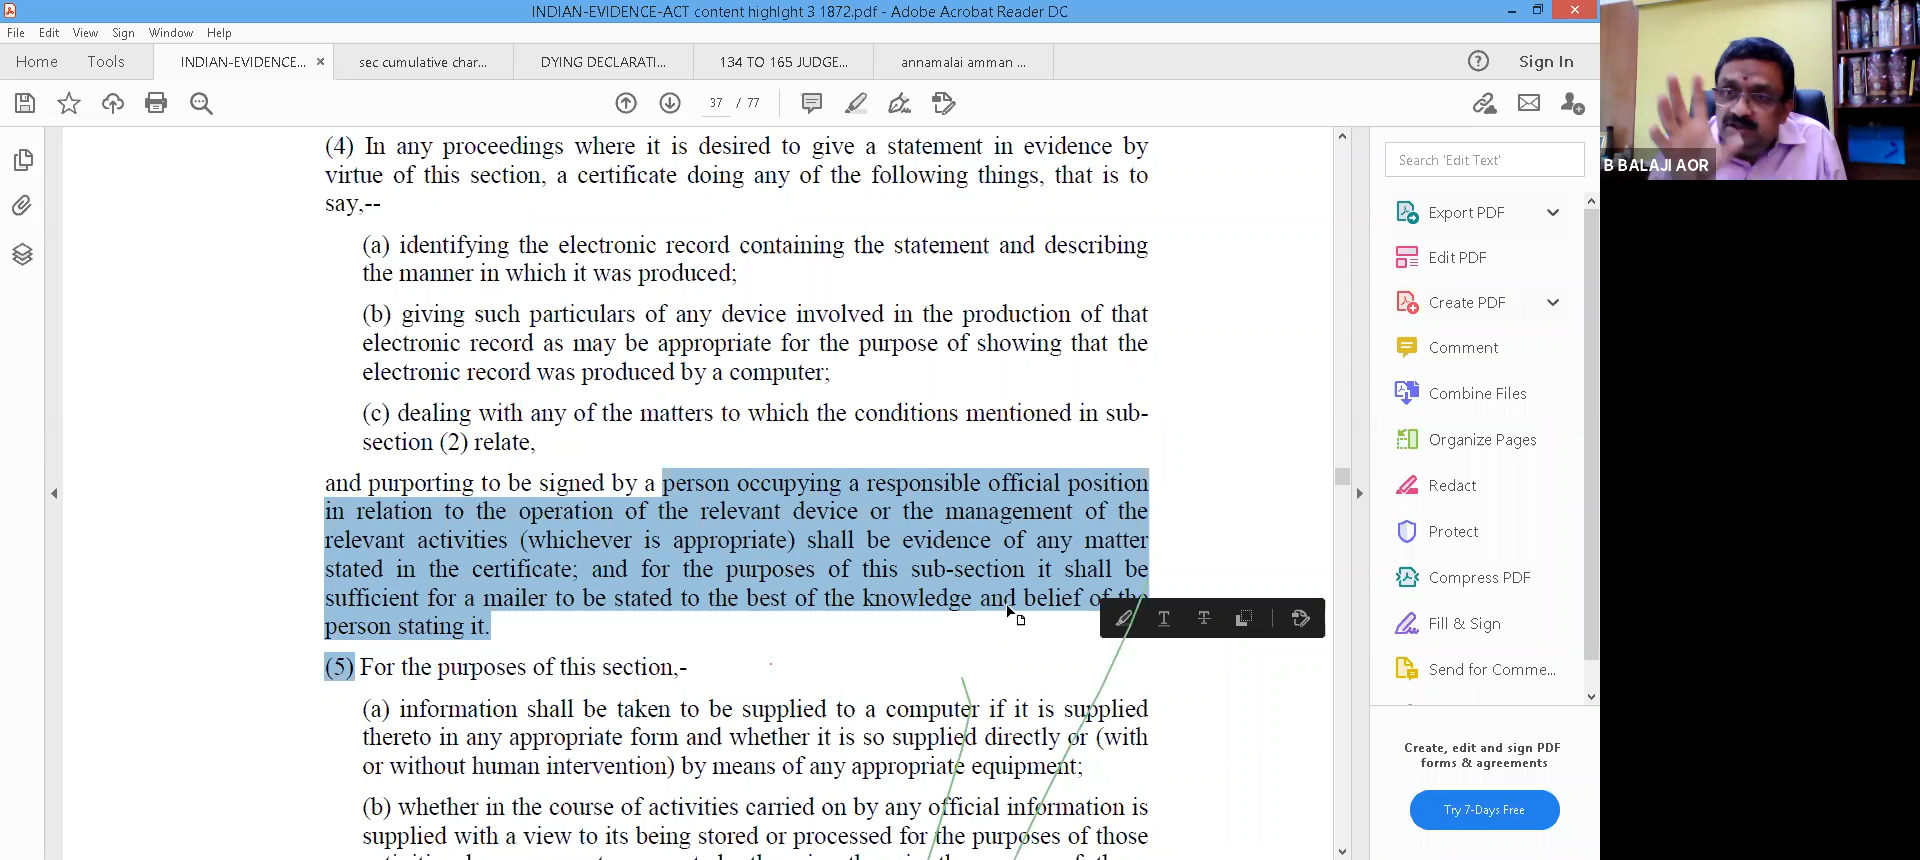 INDIAN-EVIDENCE-ACT content highlght 3 1872.pdf - Adobe Acrobat Reader DC
File Edit View Sign Window Help
Home Tools INDIAN-EVIDENCE... × sec cumulative char... DYING DECLARATI... 134 TO 165 JUDGE... annamalai amman ... Sign In
37 / 77
B BALAJI AOR
(4) In any proceedings where it is desired to give a statement in evidence by
virtue of this section, a certificate doing any of the following things, that is to
say,--
(a) identifying the electronic record containing the statement and describing
the manner in which it was produced;
(b) giving such particulars of any device involved in the production of that
electronic record as may be appropriate for the purpose of showing that the
electronic record was produced by a computer;
(c) dealing with any of the matters to which the conditions mentioned in sub-
section (2) relate,
and purporting to be signed by a person occupying a responsible official position
in relation to the operation of the relevant device or the management of the
relevant activities (whichever is appropriate) shall be evidence of any matter
stated in the certificate; and for the purposes of this sub-section it shall be
sufficient for a mailer to be stated to the best of the knowledge and belief of the
person stating it.
(5) For the purposes of this section,-
(a) information shall be taken to be supplied to a computer if it is supplied
thereto in any appropriate form and whether it is so supplied directly or (with
or without human intervention) by means of any appropriate equipment;
(b) whether in the course of activities carried on by any official information is
supplied with a view to its being stored or processed for the purposes of those
Search 'Edit Text'
Export PDF
Edit PDF
Create PDF
Comment
Combine Files
Organize Pages
Redact
Protect
Compress PDF
Fill & Sign
Send for Comme...
Create, edit and sign PDF
forms & agreements
Try 7-Days Free